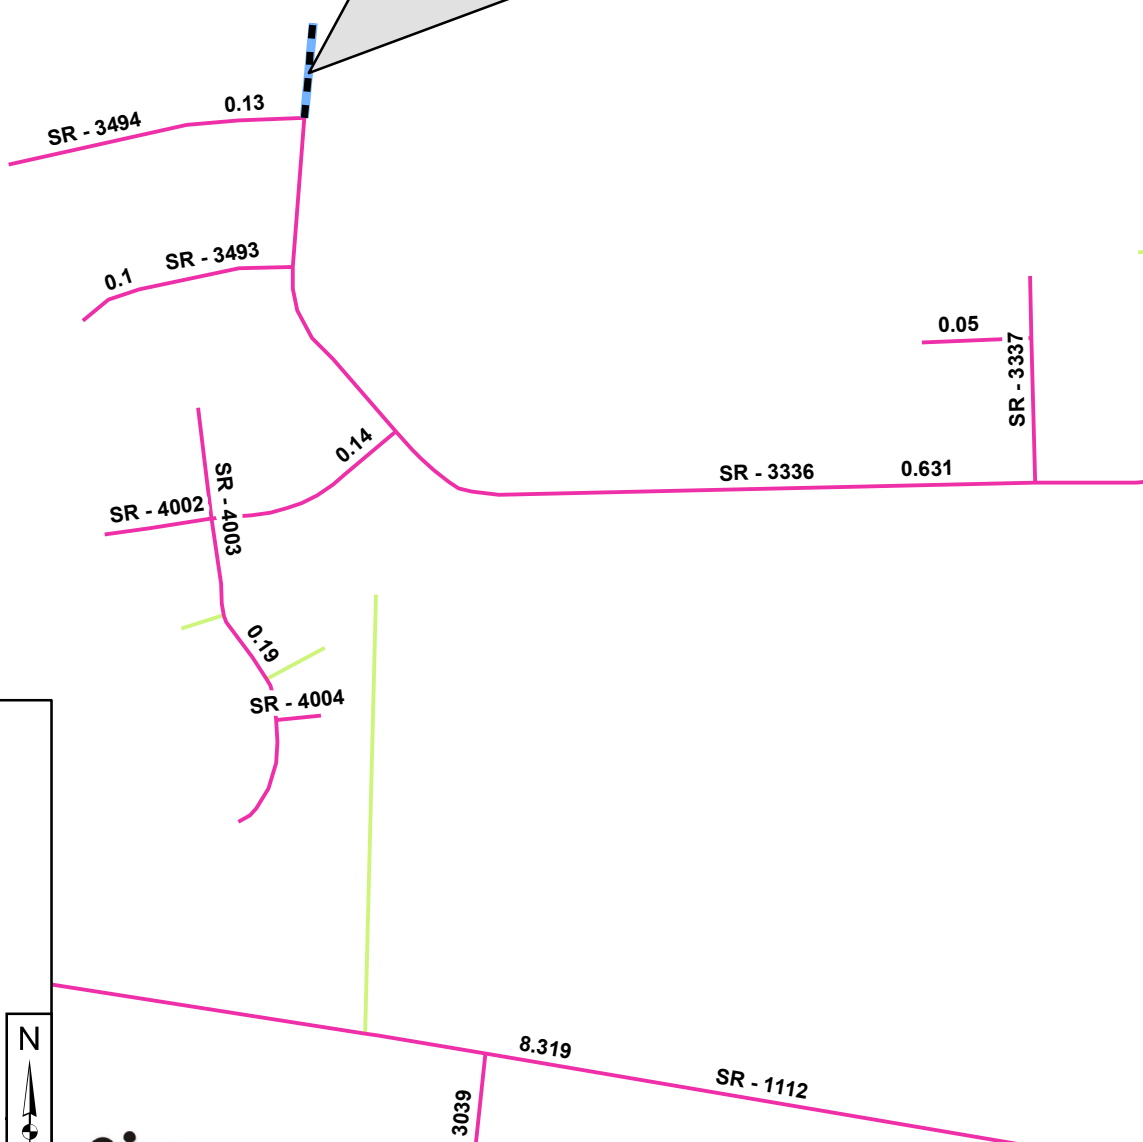 0.13
SR - 3494
SR - 3493
0.1
0.05
SR - 3337
0.14
SR - 3336
0.631
SR - 4002
SR - 4003
0.19
SR - 4004
N
8.319
SR - 1112
3039